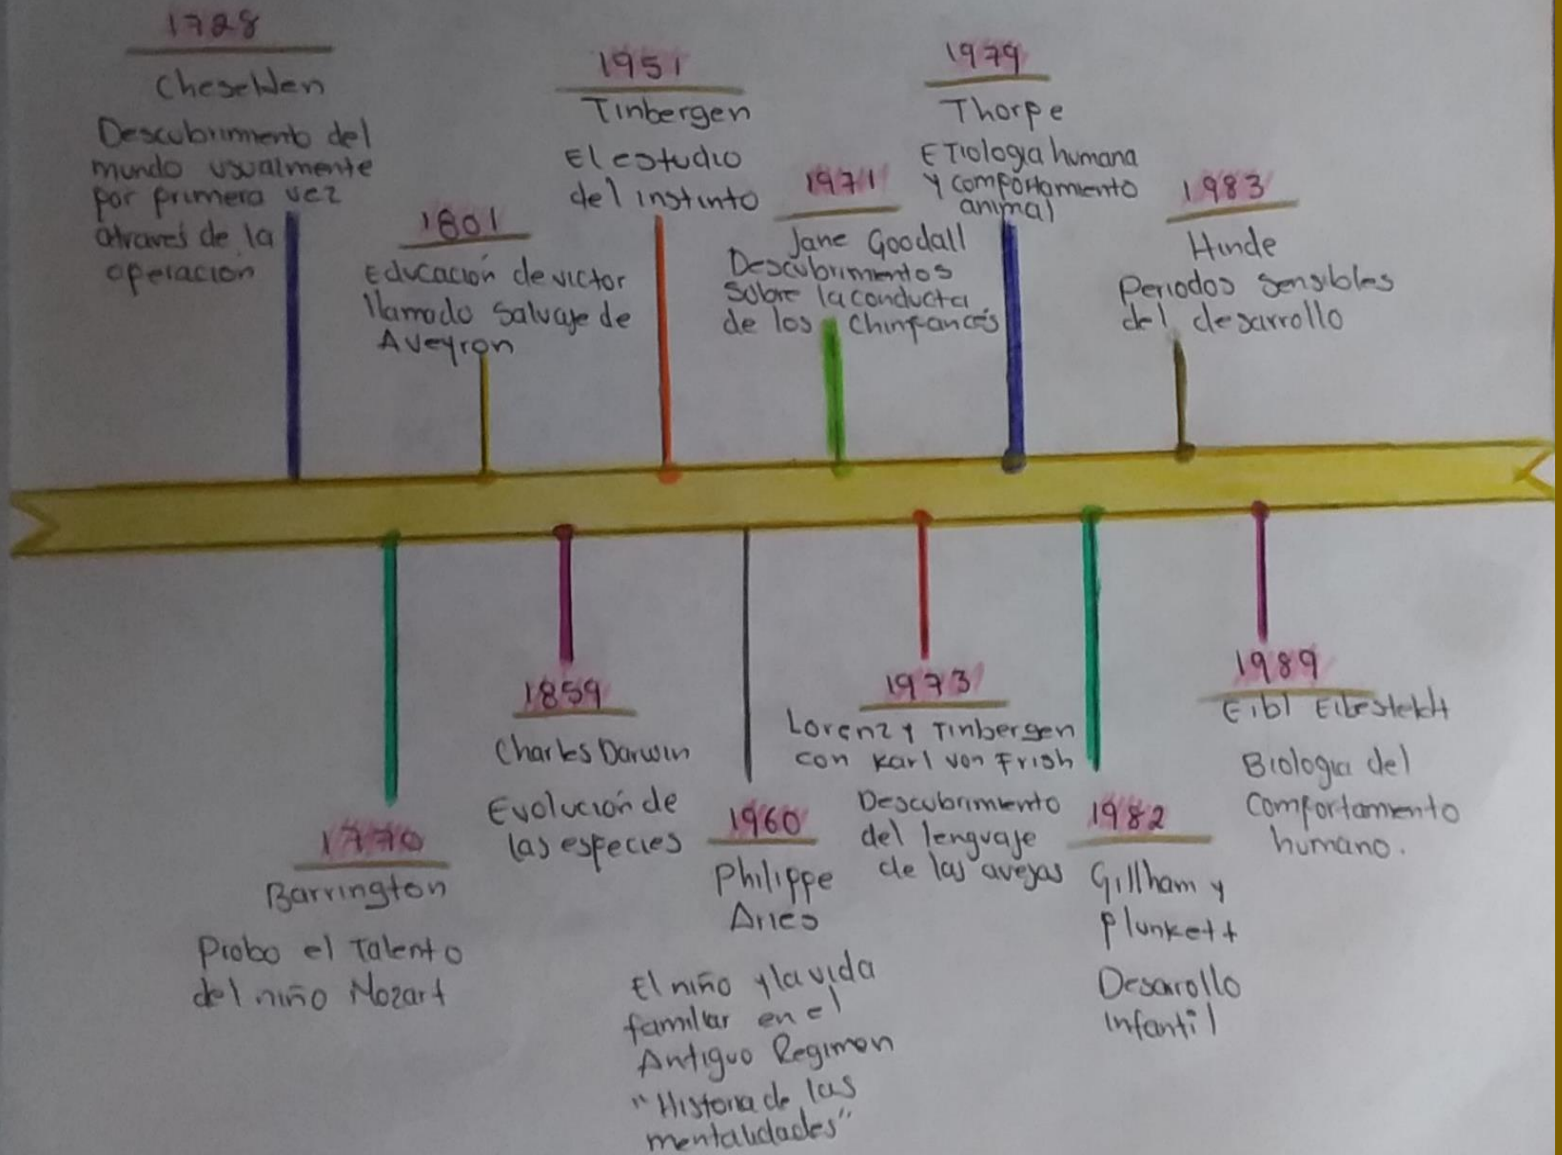 1728
Cheselden
Descubrimento del
mundo usualmente
por primera vez
através de la
operación
1770
Barrington
Probo el Talento
del niño Mozart
1801
Educación de victor
llamado Salvaje de
Aveyron
1859
Charles Darwin
Evolución de
las especies
1951
Tinbergen
El estudio
del instinto
1960
Philippe
Aries
El niño y la vida
familiar en el
Antiguo Regimen
"Historia de las
mentalidades"
1971
Jane Goodall
Descubrimentos
sobre la conducta
de los Chimpancés
1973
Lorenz y Tinbergen
con Karl von Frish
Descubrimento
del lenguaje
de las avejas
1979
Thorpe
ETiologia humana
y comportamiento
animal
1982
Gillham y
Plunkett
Desarollo
Infantil
1983
Hinde
Periodos Sensibles
del desarrollo
1989
Eibl
Biologia del
Comportamento
humano.